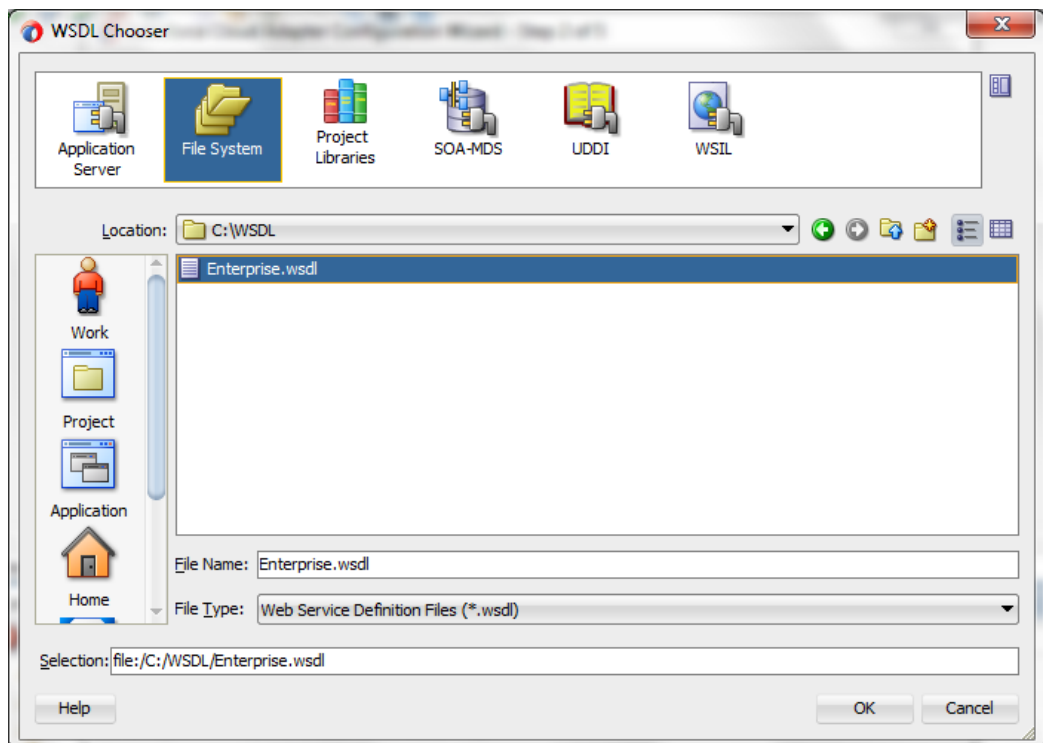 WSDL Chooser
Application
Server
File System
Project
Libraries
SOA-MDS
UDDI
WSIL
Location:
C:\WSDL
Enterprise.wsdl
Work
Project
Application
Home
File Name:
Enterprise.wsdl
File Type:
Web Service Definition Files (*.wsdl)
Selection:
file:/C:/WSDL/Enterprise.wsdl
Help
OK
Cancel